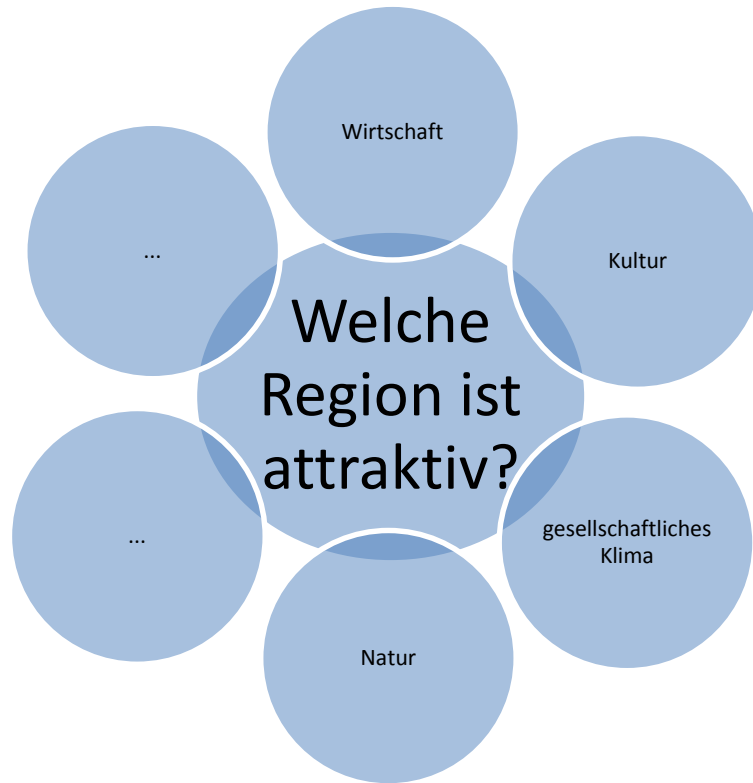 Wirtschaft
...
Kultur
Welche
Region ist
attraktiv?
...
gesellschaftliches
Klima
Natur